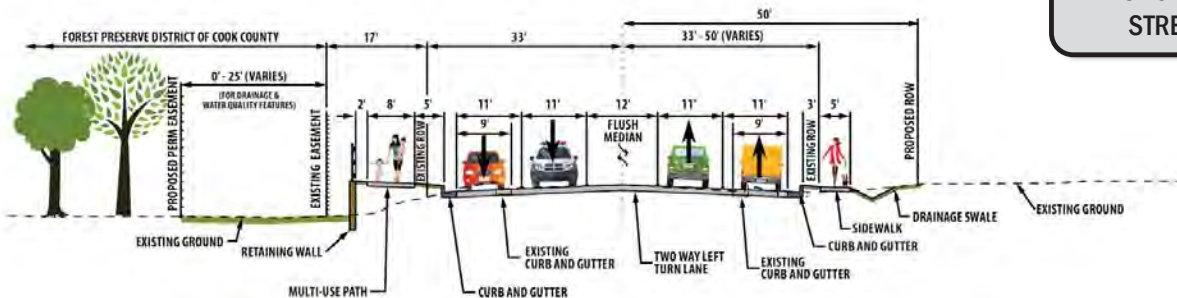 50'
STRE
FOREST PRESERVE DISTRICT OF COOK COUNTY
17'
33'
33' - 50' (VARIES)
0' - 25' (VARIES)
(FOR DRAINAGE &
WATER QUALITY FEATURES)
2'
8'
5'
11'
11'
12'
11'
11'
3'
5'
9'
FLUSH
MEDIAN
9'
PROPOSED PERM EASEMENT
EXISTING EASEMENT
EXISTING ROW
EXISTING ROW
PROPOSED ROW
EXISTING GROUND
RETAINING WALL
MULTI-USE PATH
CURB AND GUTTER
EXISTING
CURB AND GUTTER
TWO WAY LEFT
TURN LANE
EXISTING
CURB AND GUTTER
CURB AND GUTTER
SIDEWALK
DRAINAGE SWALE
EXISTING GROUND